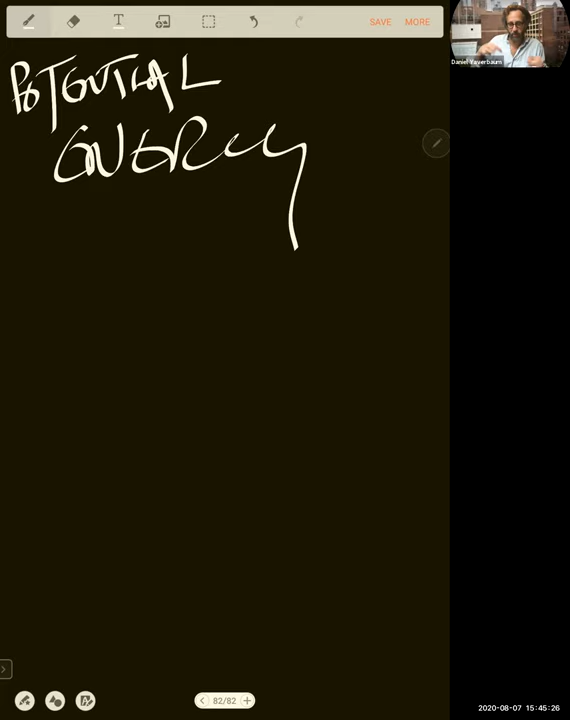 T
SAVE
MORE
Daniel Yaverbaum
POTENTIAL
ENERGY
82/82
2020-08-07 15:45:26